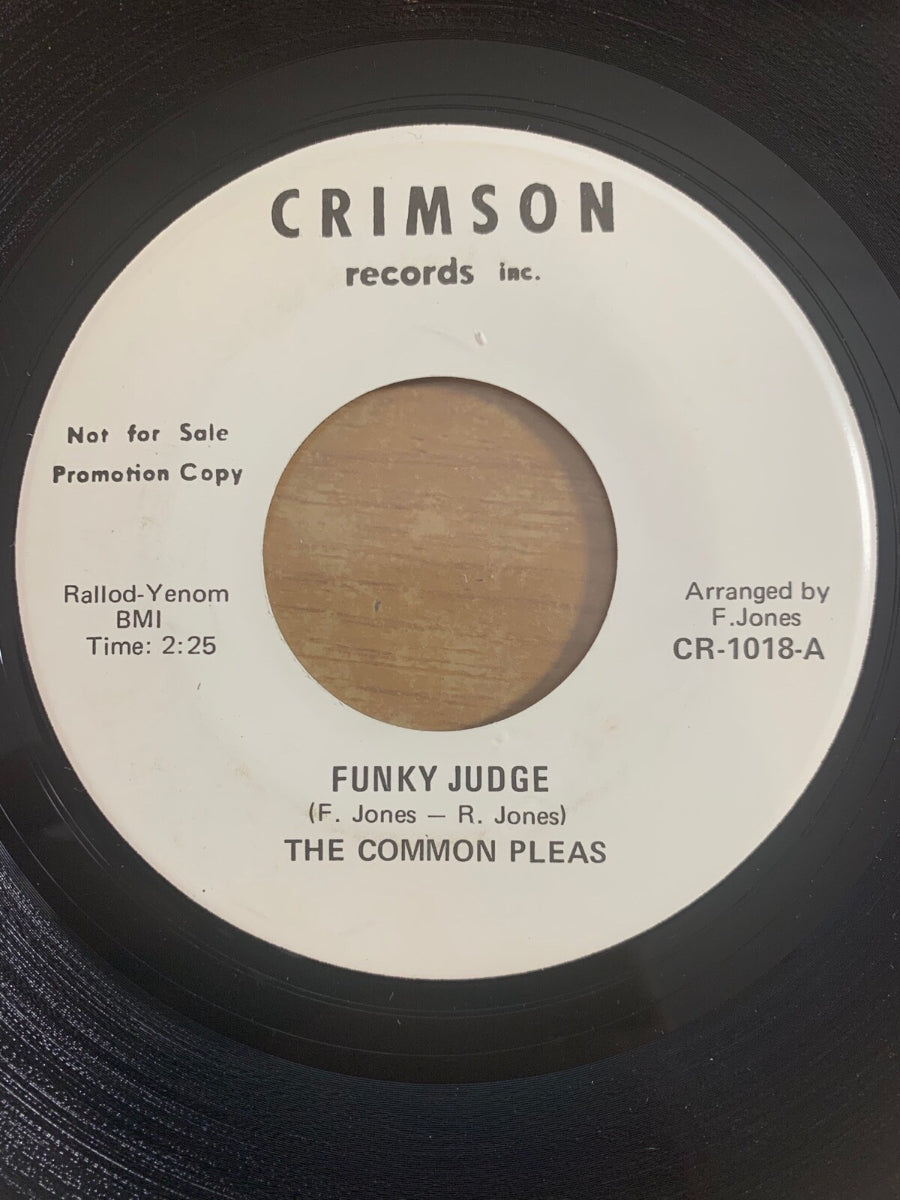 CRIMSON
records inc.
Not for Sale
Promotion Copy
Rallod-Yenom
BMI
Time: 2:25
Arranged by
F.Jones
CR-1018-A
FUNKY JUDGE
(F. Jones — R. Jones)
THE COMMON PLEAS